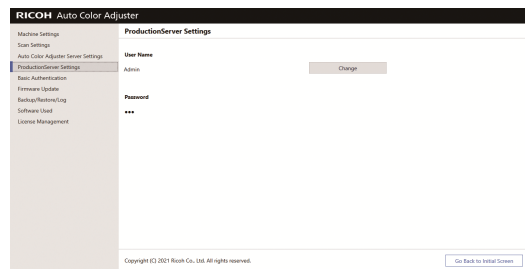 RICOH Auto Color Adjuster
Machine Settings
Scan Settings
Auto Color Adjuster Server Settings
ProductionServer Settings
Basic Authentication
Firmware Update
Backup/Restore/Log
Software Used
License Management
ProductionServer Settings
User Name
Admin
Change
Password
•••
Copyright (C) 2021 Ricoh Co., Ltd. All rights reserved.
Go Back to Initial Screen